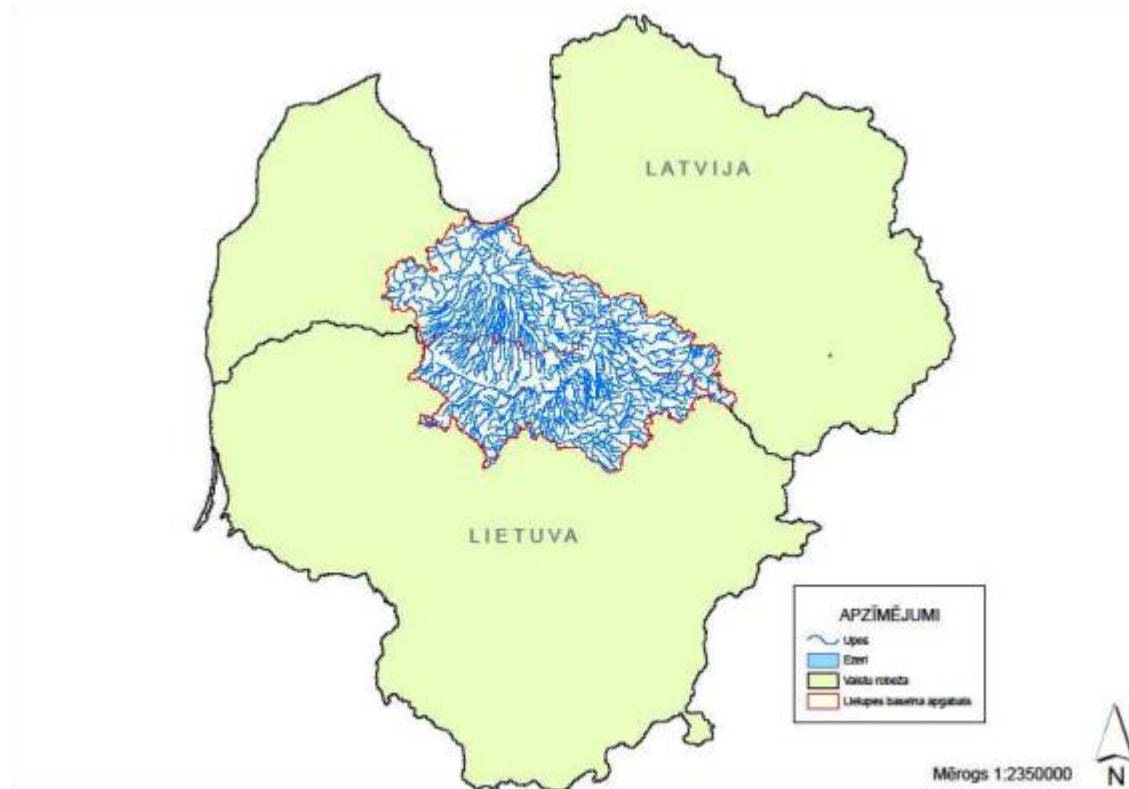 LATVIJA
LIETUVA
APZĪMĒJUMI
Upes
Ezeri
Valstu robeža
Lielupes baseina apgabals
Mērogs 1:2350000
N